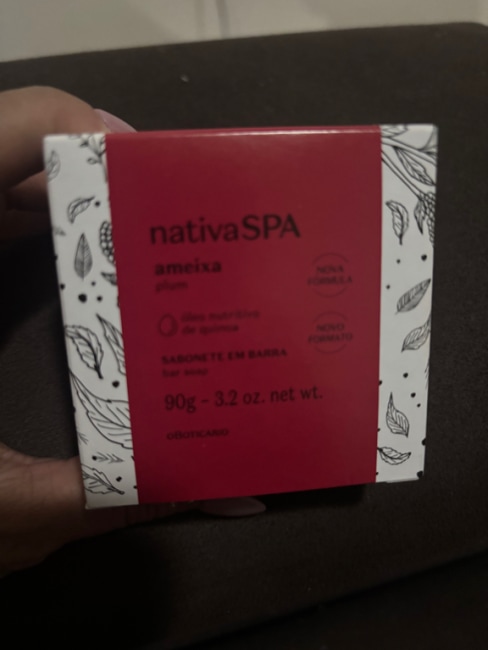 nativaSPA
ameixa
plum
NOVA
FÓRMULA
óleo nutritivo
de quinoa
NOVO
FORMATO
SABONETE EM BARRA
bar soap
90g - 3.2 oz. net wt.
oBOTICÁRIO